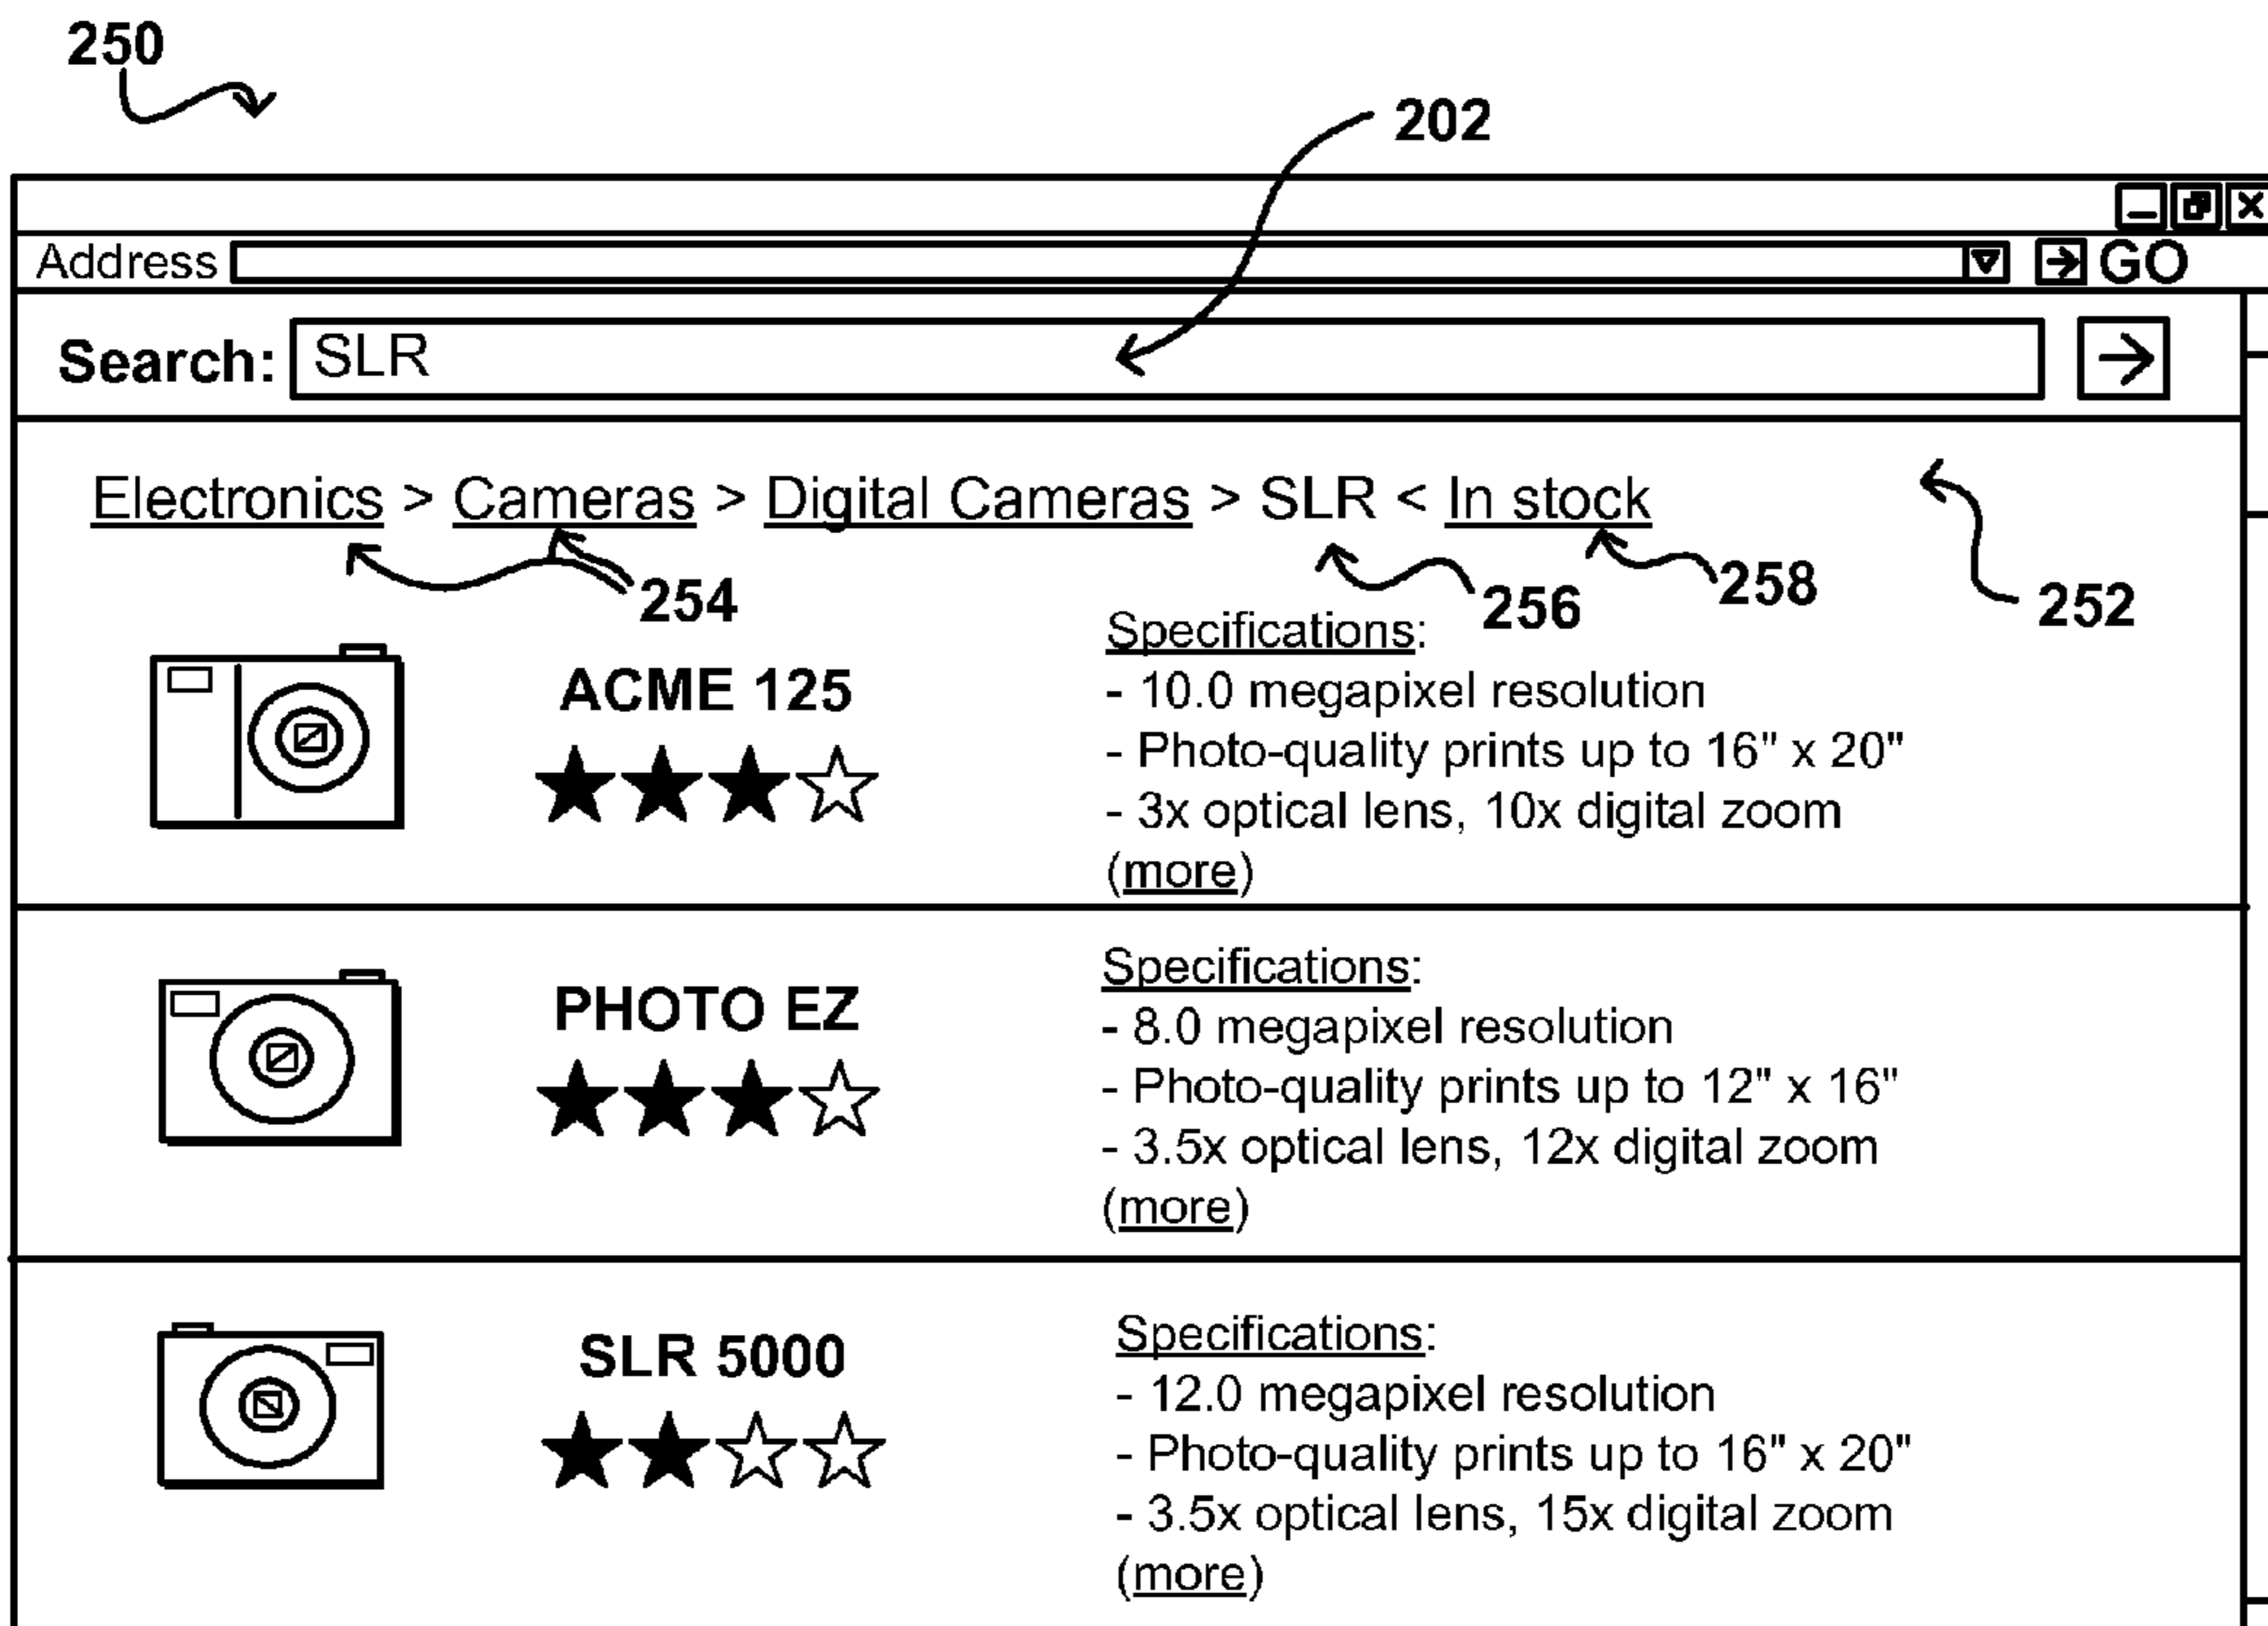 250
202
Address GO
Search: SLR
Electronics > Cameras > Digital Cameras > SLR < In stock
254 256 258 252
ACME 125
Specifications:
- 10.0 megapixel resolution
- Photo-quality prints up to 16" x 20"
- 3x optical lens, 10x digital zoom
(more)
PHOTO EZ
Specifications:
- 8.0 megapixel resolution
- Photo-quality prints up to 12" x 16"
- 3.5x optical lens, 12x digital zoom
(more)
SLR 5000
Specifications:
- 12.0 megapixel resolution
- Photo-quality prints up to 16" x 20"
- 3.5x optical lens, 15x digital zoom
(more)